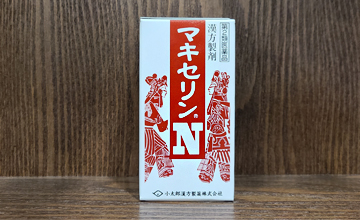 第②類医薬品
漢方製剤
マキセリン®
N
小太郎漢方製薬株式会社